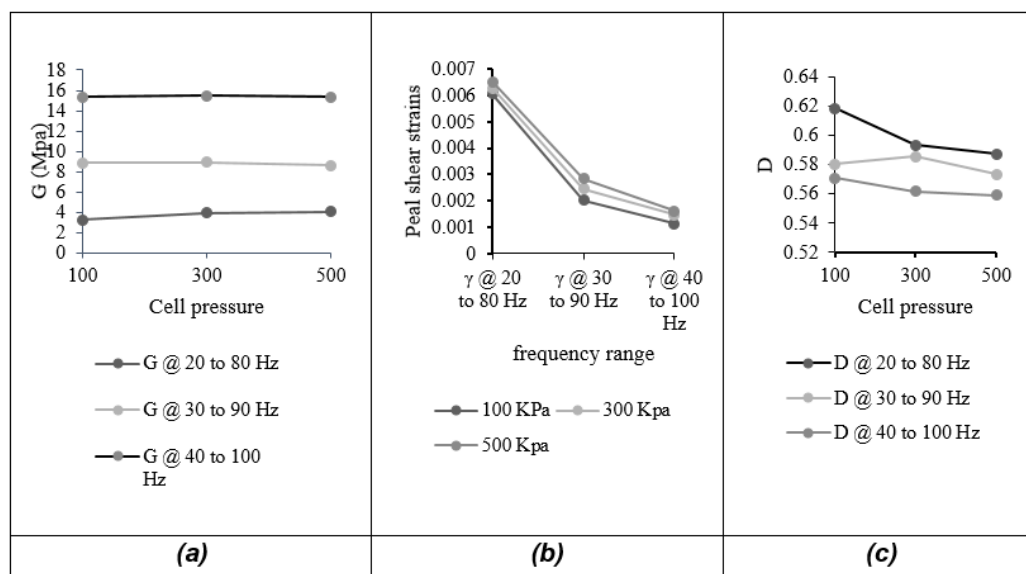 18
16
14
12
10
8
6
4
2
0
G (Mpa)
100 300 500
Cell pressure
G @ 20 to 80 Hz
G @ 30 to 90 Hz
G @ 40 to 100
Hz
(a)
0.007
0.006
0.005
0.004
0.003
0.002
0.001
0
Peal shear strains
γ @ 20 γ @ 30 γ @ 40
to 80 Hz to 90 Hz to 100
Hz
frequency range
100 KPa 300 Kpa
500 Kpa
(b)
0.64
0.62
0.6
0.58
0.56
0.54
0.52
D
100 300 500
Cell pressure
D @ 20 to 80 Hz
D @ 30 to 90 Hz
D @ 40 to 100 Hz
(c)